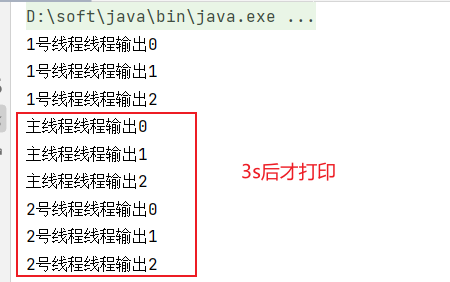 D:\soft\java\bin\java.exe ...
1号线程线程输出0
1号线程线程输出1
1号线程线程输出2
主线程线程输出0
主线程线程输出1
主线程线程输出2
3s后才打印
2号线程线程输出0
2号线程线程输出1
2号线程线程输出2